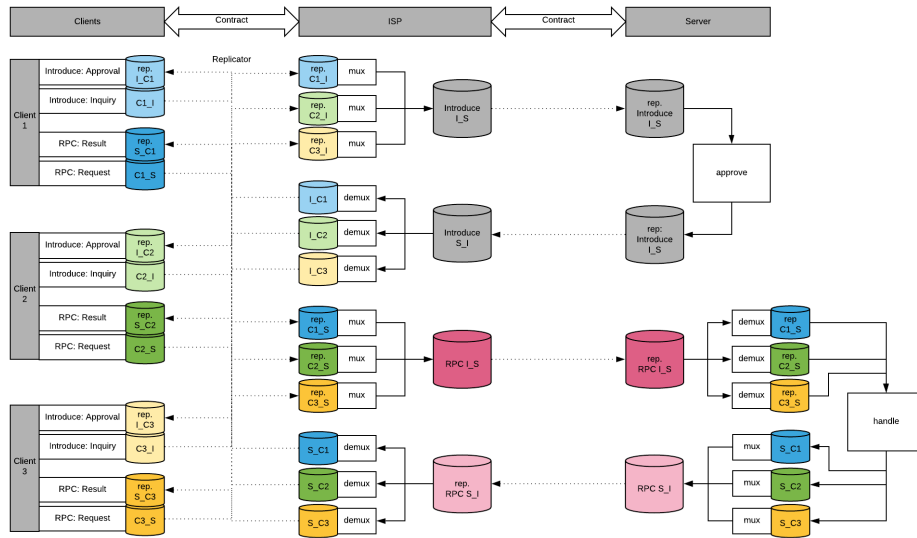 Clients
Contract
ISP
Contract
Server
Replicator
Client
1
Introduce: Approval
rep.
I_C1
Introduce: Inquiry
C1_I
RPC: Result
rep.
S_C1
RPC: Request
C1_S
Client
2
Introduce: Approval
rep.
I_C2
Introduce: Inquiry
C2_I
RPC: Result
rep.
S_C2
RPC: Request
C2_S
Client
3
Introduce: Approval
rep.
I_C3
Introduce: Inquiry
C3_I
RPC: Result
rep.
S_C3
RPC: Request
C3_S
rep.
C1_I
mux
rep.
C2_I
mux
rep.
C3_I
mux
Introduce
I_S
rep.
Introduce
I_S
approve
I_C1
demux
I_C2
demux
I_C3
demux
Introduce
S_I
rep:
Introduce
I_S
rep.
C1_S
mux
rep.
C2_S
mux
rep.
C3_S
mux
RPC I_S
rep.
RPC I_S
demux
rep
C1_S
demux
rep.
C2_S
demux
rep.
C3_S
handle
S_C1
demux
S_C2
demux
S_C3
demux
rep.
RPC S_I
RPC S_I
mux
S_C1
mux
S_C2
mux
S_C3